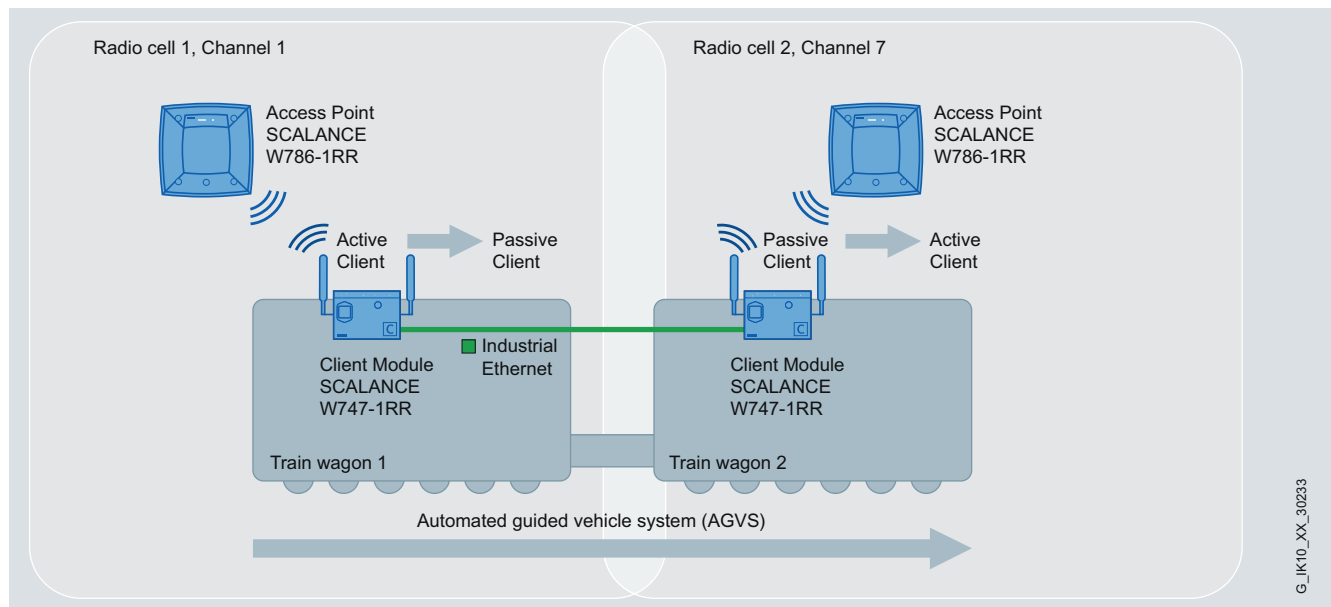 Radio cell 1, Channel 1
Radio cell 2, Channel 7
Access Point
SCALANCE
W786-1RR
Access Point
SCALANCE
W786-1RR
Active
Client
Passive
Client
Passive
Client
Active
Client
C
C
Industrial
Ethernet
Client Module
SCALANCE
W747-1RR
Client Module
SCALANCE
W747-1RR
Train wagon 1
Train wagon 2
Automated guided vehicle system (AGVS)
G_IK10_XX_30233